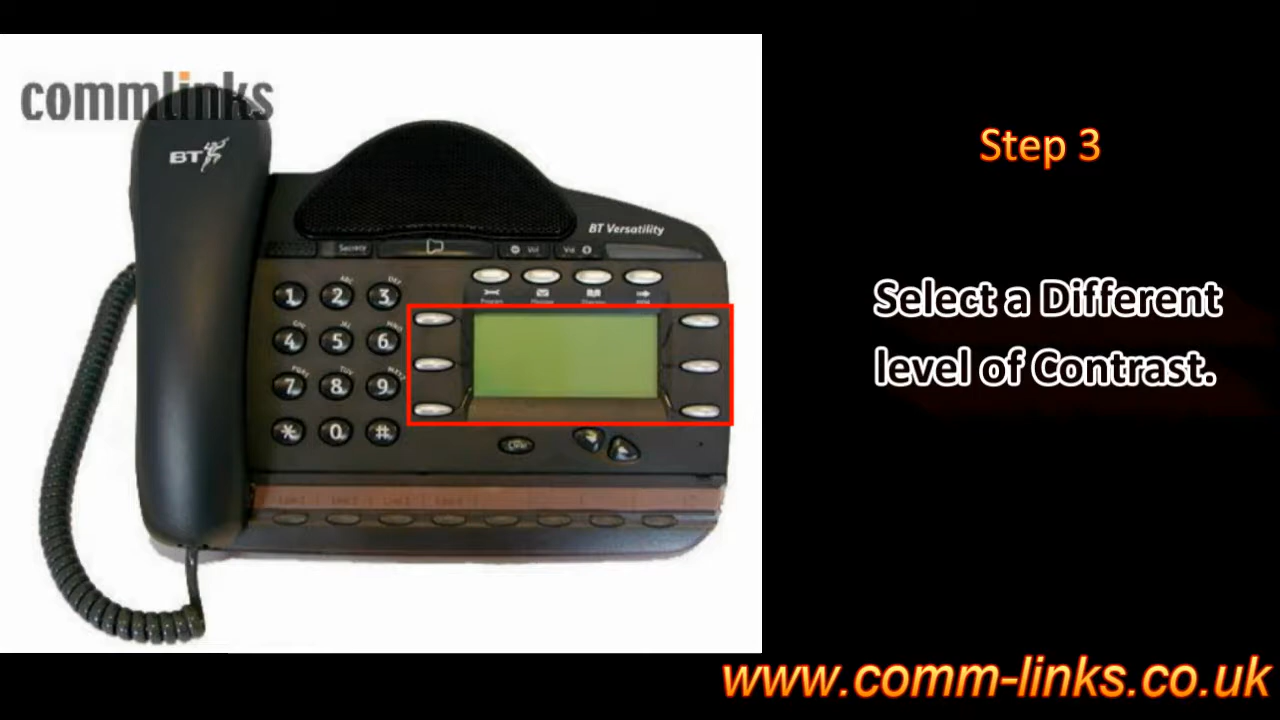 commlinks
Step 3
BT
BT Versatility
Secrecy
Vol
Vol
Select a Different
level of Contrast.
1 2 3
4 5 6
7 8 9
* 0 #
Clear
www.comm-links.co.uk